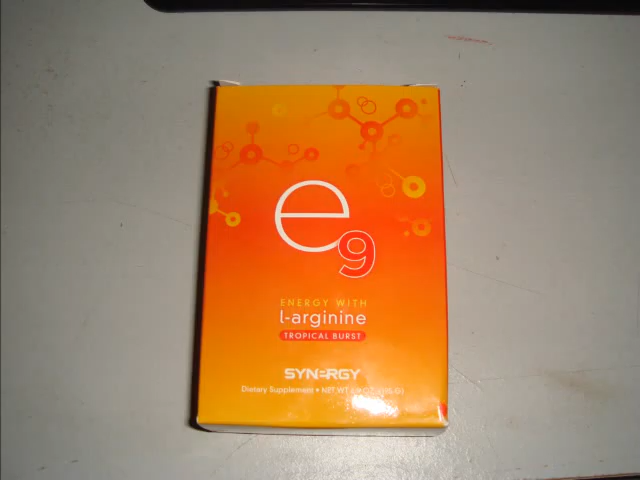 e9
ENERGY WITH
l-arginine
TROPICAL BURST
SYNERGY
Dietary Supplement • NET WT